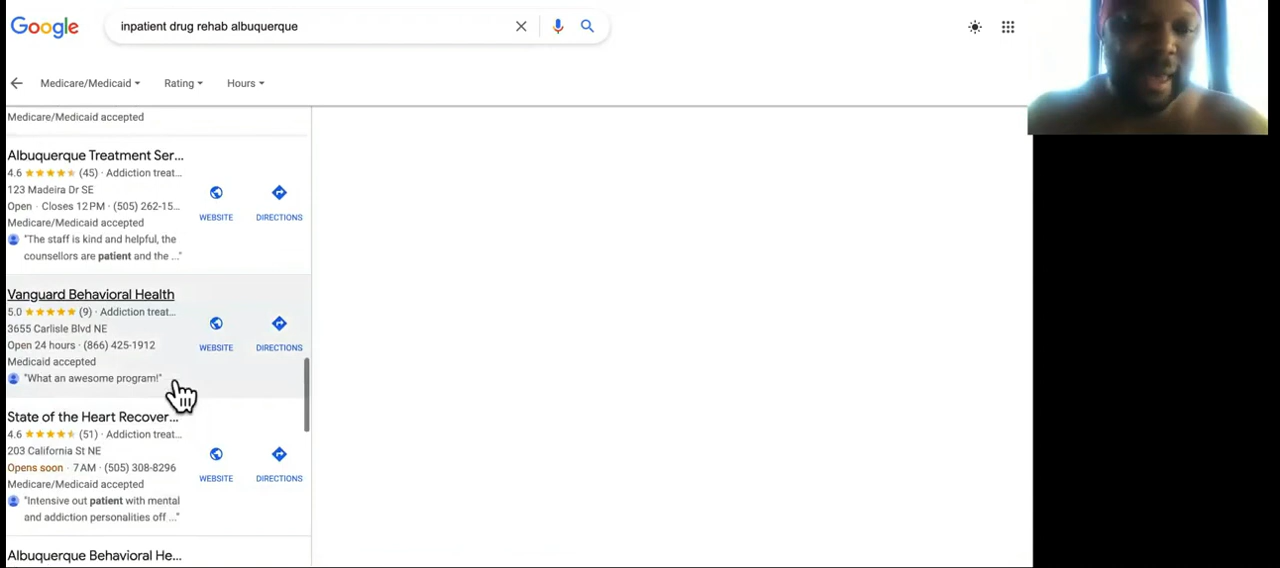 Google
inpatient drug rehab albuquerque
Medicare/Medicaid Rating Hours
Medicare/Medicaid accepted
Albuquerque Treatment Ser...
4.6 (45) · Addiction treat...
123 Madeira Dr SE
Open · Closes 12 PM · (505) 262-15...
Medicare/Medicaid accepted
"The staff is kind and helpful, the
counsellors are patient and the ..."
WEBSITE
DIRECTIONS
Vanguard Behavioral Health
5.0 (9) · Addiction treat...
3655 Carlisle Blvd NE
Open 24 hours · (866) 425-1912
Medicaid accepted
"What an awesome program!"
WEBSITE
DIRECTIONS
State of the Heart Recover...
4.6 (51) · Addiction treat...
203 California St NE
Opens soon · 7 AM · (505) 308-8296
Medicare/Medicaid accepted
"Intensive out patient with mental
and addiction personalities off ..."
WEBSITE
DIRECTIONS
Albuquerque Behavioral He...